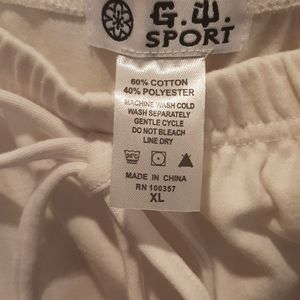 G.W.
SPORT
60% COTTON
40% POLYESTER
MACHINE WASH COLD
WASH SEPARATELY
GENTLE CYCLE
DO NOT BLEACH
LINE DRY
MADE IN CHINA
RN 100357
XL